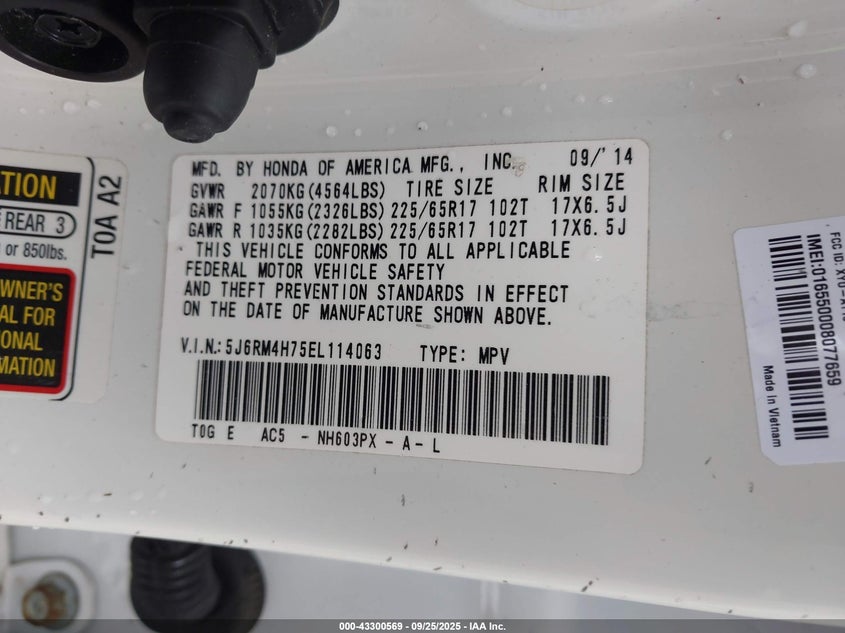 MFD. BY HONDA OF AMERICA MFG., INC. 09/'14
GVWR 2070KG(4564LBS) TIRE SIZE RIM SIZE
GAWR F 1055KG(2326LBS) 225/65R17 102T 17X6.5J
GAWR R 1035KG(2282LBS) 225/65R17 102T 17X6.5J
THIS VEHICLE CONFORMS TO ALL APPLICABLE
FEDERAL MOTOR VEHICLE SAFETY
AND THEFT PREVENTION STANDARDS IN EFFECT
ON THE DATE OF MANUFACTURE SHOWN ABOVE.
V.I.N.: 5J6RM4H75EL114063 TYPE: MPV
T0G E AC5 - NH603PX - A - L
ATION
REAR 3
or 850lbs.
OWNER'S
AL FOR
IONAL
MATION
T0A A2
FCC ID: XYO-
IMEI:016550008077659
Made in Vietnam
000-43300569 - 09/25/2025 - IAA Inc.